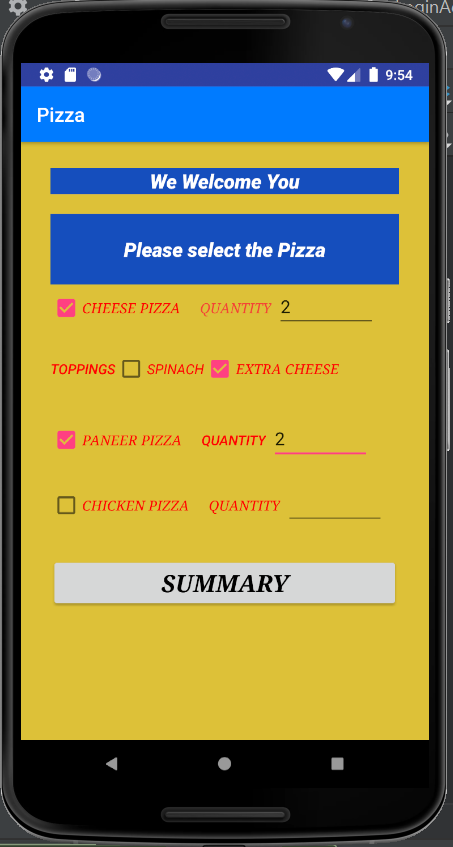 9:54
Pizza
We Welcome You
Please select the Pizza
CHEESE PIZZA QUANTITY 2
TOPPINGS SPINACH EXTRA CHEESE
PANEER PIZZA QUANTITY 2
CHICKEN PIZZA QUANTITY
SUMMARY